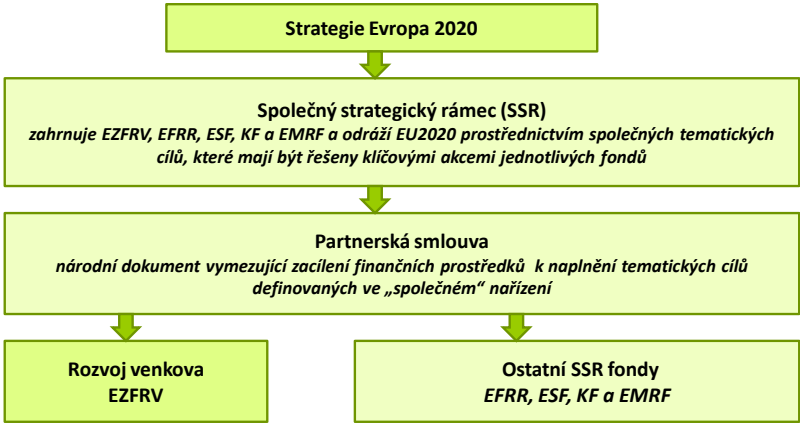 Strategie Evropa 2020
Společný strategický rámec (SSR)
zahrnuje EZFRV, EFRR, ESF, KF a EMRF a odráží EU2020 prostřednictvím společných tematických
cílů, které mají být řešeny klíčovými akcemi jednotlivých fondů
Partnerská smlouva
národní dokument vymezující zacílení finančních prostředků k naplnění tematických cílů
definovaných ve „společném" nařízení
Rozvoj venkova
EZFRV
Ostatní SSR fondy
EFRR, ESF, KF a EMRF